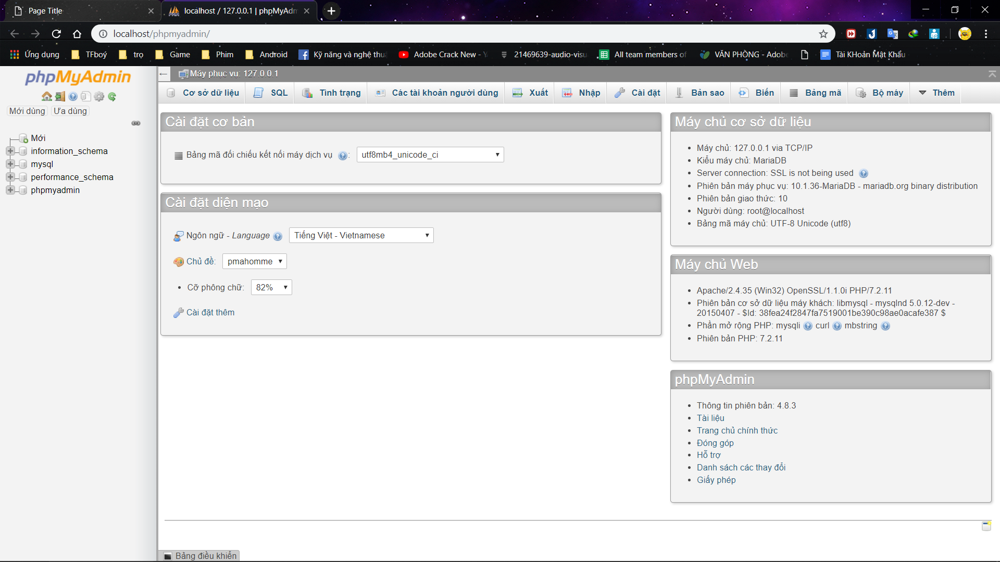 Page Title
localhost / 127.0.0.1 | phpMyAdm
localhost/phpmyadmin/
Ứng dụng
TFboý
trọ
Game
Phim
Android
Kỹ năng và nghệ thu
Adobe Crack New - Y
21469639-audio-visu
All team members of
VĂN PHÒNG - Adobe
Tài KHoản Mật Khẩu
phpMyAdmin
Mới dùng
Ưa dùng
Mới
information_schema
mysql
performance_schema
phpmyadmin
Máy phục vụ: 127.0.0.1
Cơ sở dữ liệu
SQL
Tình trạng
Các tài khoản người dùng
Xuất
Nhập
Cài đặt
Bản sao
Biến
Bảng mã
Bộ máy
Thêm
Cài đặt cơ bản
Bảng mã đối chiếu kết nối máy dịch vụ :
utf8mb4_unicode_ci
Cài đặt diện mạo
Ngôn ngữ - Language
Tiếng Việt - Vietnamese
Chủ đề:
pmahomme
Cỡ phông chữ:
82%
Cài đặt thêm
Máy chủ cơ sở dữ liệu
Máy chủ: 127.0.0.1 via TCP/IP
Kiểu máy chủ: MariaDB
Server connection: SSL is not being used
Phiên bản máy phục vụ: 10.1.36-MariaDB - mariadb.org binary distribution
Phiên bản giao thức: 10
Người dùng: root@localhost
Bảng mã máy chủ: UTF-8 Unicode (utf8)
Máy chủ Web
Apache/2.4.35 (Win32) OpenSSL/1.1.0i PHP/7.2.11
Phiên bản cơ sở dữ liệu máy khách: libmysql - mysqlnd 5.0.12-dev -
20150407 - $Id: 38fea24f2847fa7519001be390c98ae0acafe387 $
Phần mở rộng PHP: mysqli curl mbstring
Phiên bản PHP: 7.2.11
phpMyAdmin
Thông tin phiên bản: 4.8.3
Tài liệu
Trang chủ chính thức
Đóng góp
Hỗ trợ
Danh sách các thay đổi
Giấy phép
Bảng điều khiển